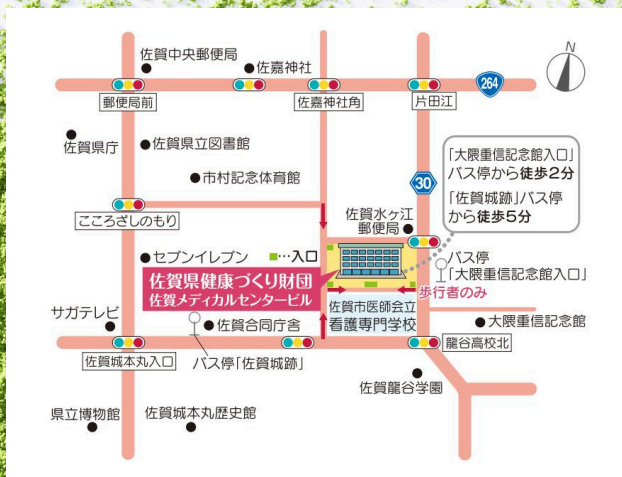 N
佐賀中央郵便局
佐嘉神社
264
郵便局前
佐嘉神社角
片田江
佐賀県庁
佐賀県立図書館
「大隈重信記念館入口」
バス停から徒歩2分
「佐賀城跡」バス停
から徒歩5分
市村記念体育館
30
こころざしのもり
佐賀水ヶ江
郵便局
セブンイレブン
■…入口
バス停
「大隈重信記念館入口」
佐賀県健康づくり財団
佐賀メディカルセンタービル
歩行者のみ
佐賀市医師会立
看護専門学校
サガテレビ
佐賀合同庁舎
大隈重信記念館
佐賀城本丸入口
バス停「佐賀城跡」
龍谷高校北
佐賀龍谷学園
県立博物館
佐賀城本丸歴史館